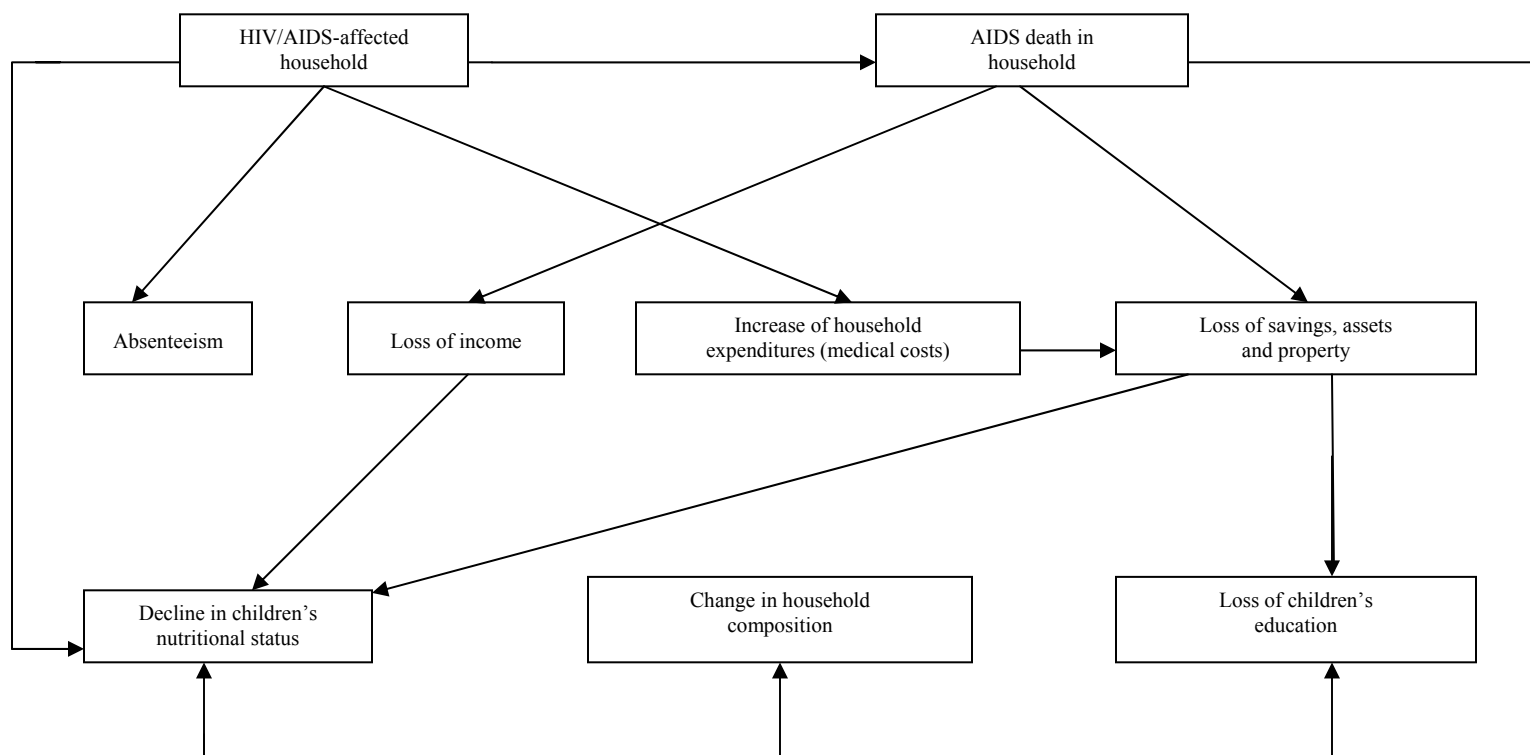 HIV/AIDS-affected
household
AIDS death in
household
Absenteeism
Loss of income
Increase of household
expenditures (medical costs)
Loss of savings, assets
and property
Decline in children’s
nutritional status
Change in household
composition
Loss of children’s
education